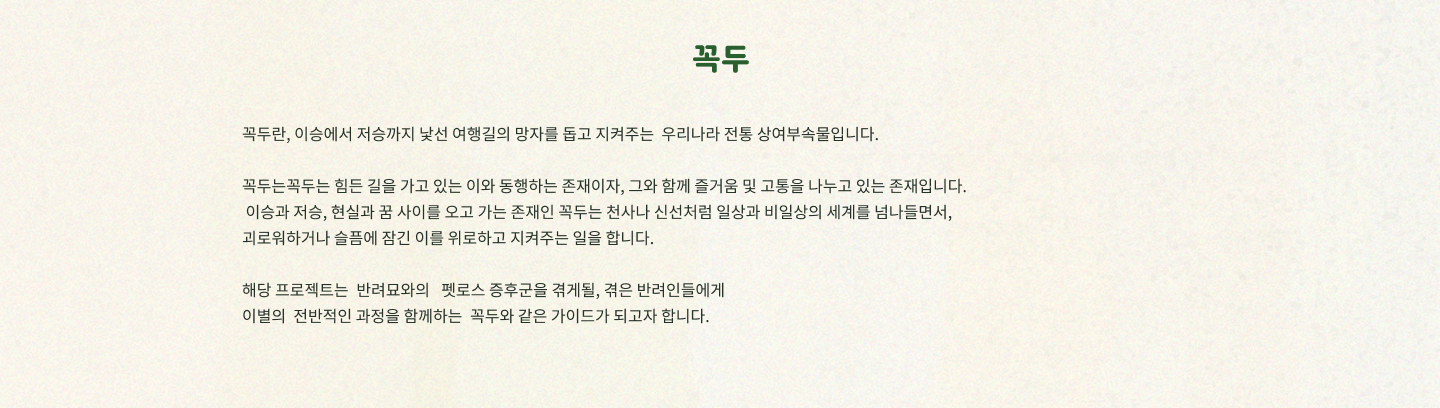 꼭두
꼭두란, 이승에서 저승까지 낯선 여행길의 망자를 돕고 지켜주는  우리나라 전통 상여부속물입니다.
꼭두는꼭두는 힘든 길을 가고 있는 이와 동행하는 존재이자, 그와 함께 즐거움 및 고통을 나누고 있는 존재입니다.
이승과 저승, 현실과 꿈 사이를 오고 가는 존재인 꼭두는 천사나 신선처럼 일상과 비일상의 세계를 넘나들면서,
괴로워하거나 슬픔에 잠긴 이를 위로하고 지켜주는 일을 합니다.
해당 프로젝트는  반려묘와의   펫로스 증후군을 겪게될, 겪은 반려인들에게
이별의  전반적인 과정을 함께하는  꼭두와 같은 가이드가 되고자 합니다.